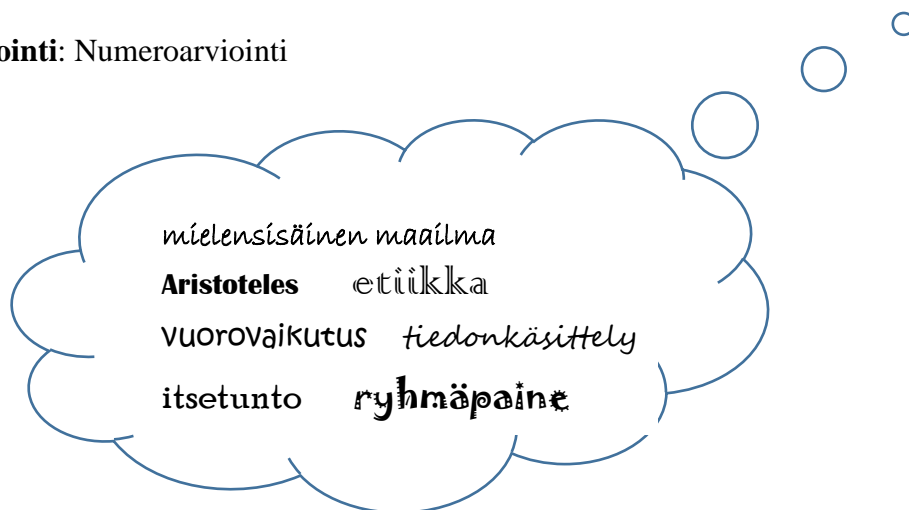 ointi: Numeroarviointi
mielensisäinen maailma
Aristoteles etiikka
vuorovaikutus tiedonkäsittely
itsetunto ryhmäpaine